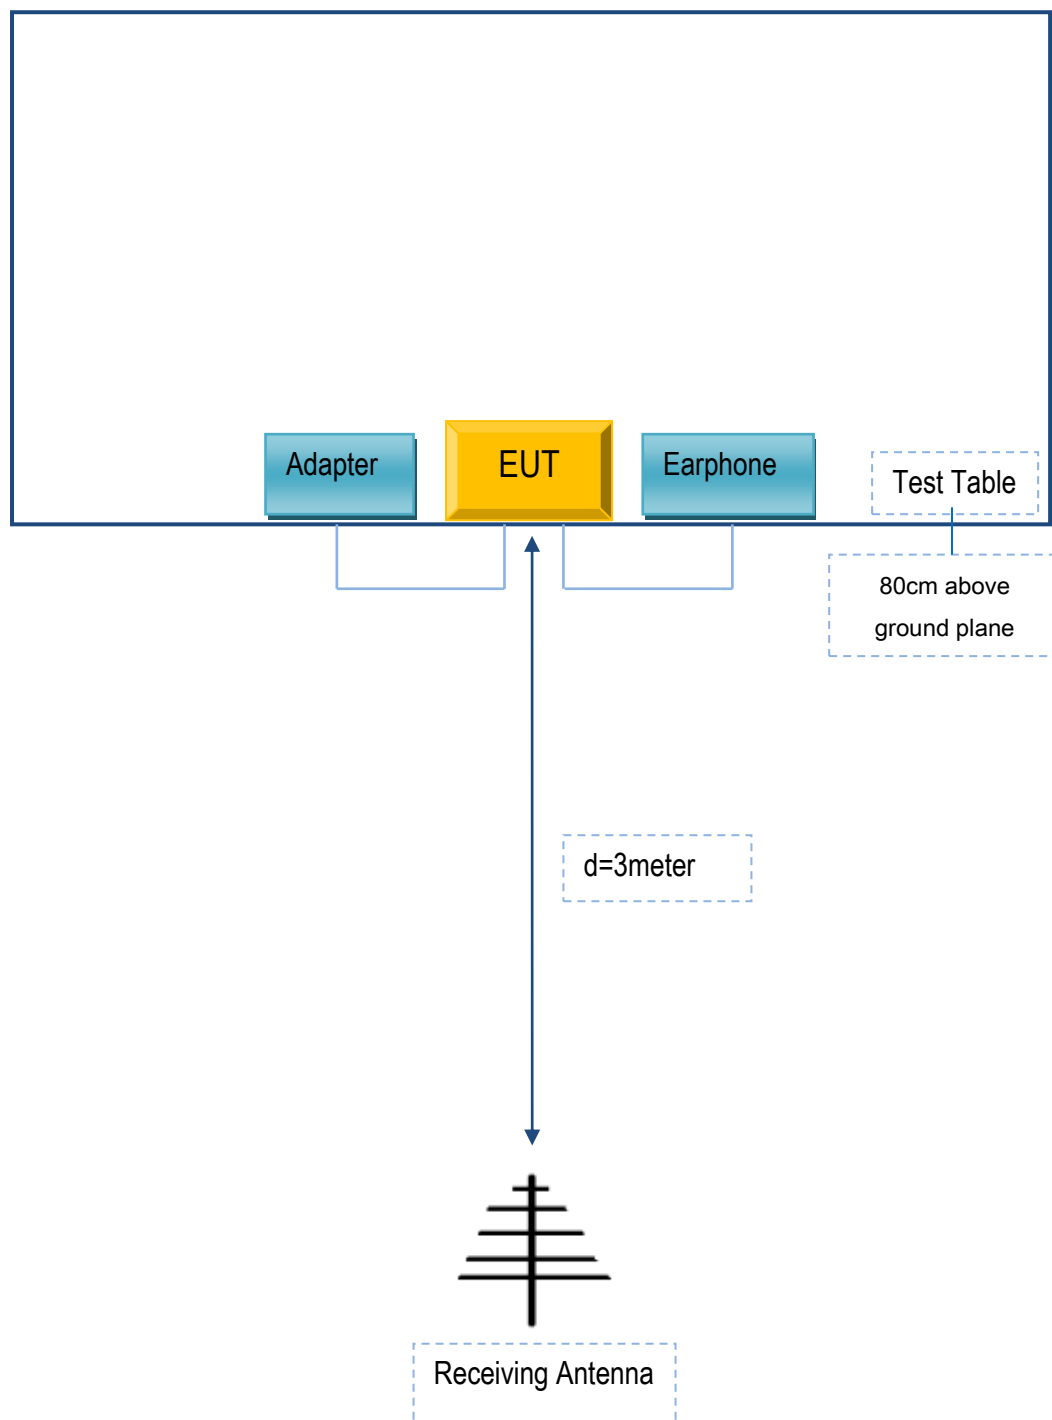 Adapter
EUT
Earphone
Test Table
80cm above
ground plane
d=3meter
Receiving Antenna